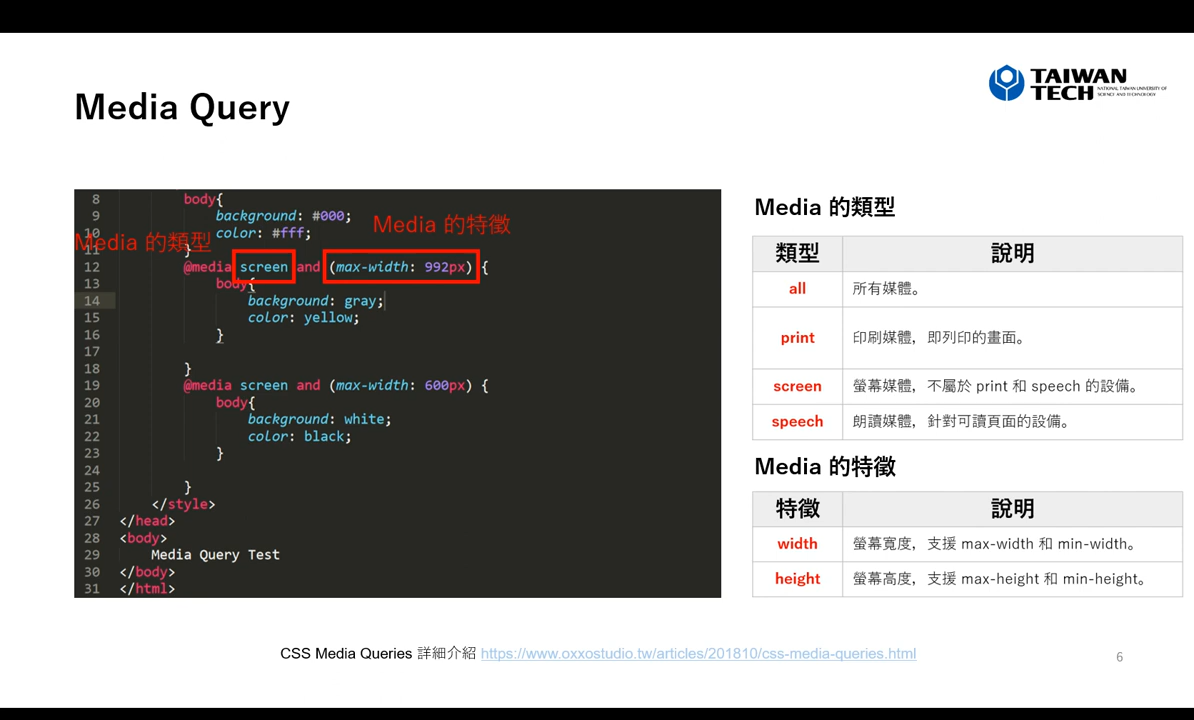 TAIWAN
TECH
NATIONAL TAIWAN UNIVERSITY OF
SCIENCE AND TECHNOLOGY
Media Query
8 body{
9 background: #000;
Media 的特徵
10 color: #fff;
Media 的類型
11 }
12 @media screen and (max-width: 992px) {
13 body{
14 background: gray;
15 color: yellow;
16 }
17
18 }
19 @media screen and (max-width: 600px) {
20 body{
21 background: white;
22 color: black;
23 }
24
25 }
26 </style>
27 </head>
28 <body>
29 Media Query Test
30 </body>
31 </html>
Media 的類型
類型 說明
all 所有媒體。
print 印刷媒體，即列印的畫面。
screen 螢幕媒體，不屬於 print 和 speech 的設備。
speech 朗讀媒體，針對可讀頁面的設備。
Media 的特徵
特徵 說明
width 螢幕寬度，支援 max-width 和 min-width。
height 螢幕高度，支援 max-height 和 min-height。
CSS Media Queries 詳細介紹 https://www.oxxostudio.tw/articles/201810/css-media-queries.html
6